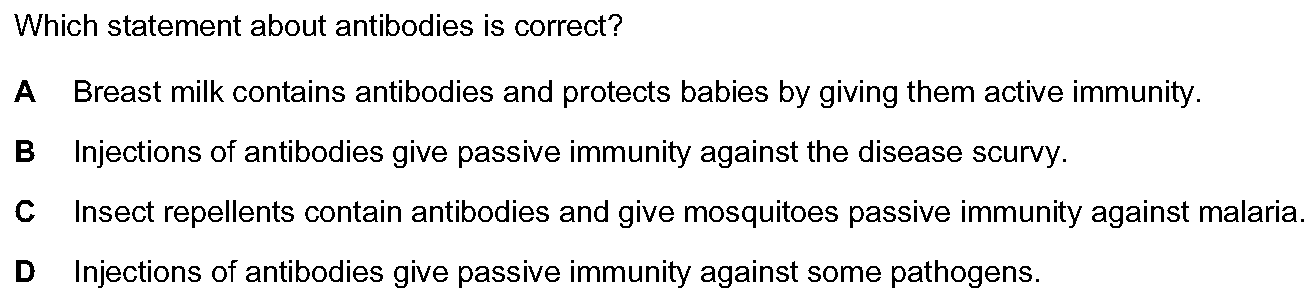 Which statement about antibodies is correct?
A Breast milk contains antibodies and protects babies by giving them active immunity.
B Injections of antibodies give passive immunity against the disease scurvy.
C Insect repellents contain antibodies and give mosquitoes passive immunity against malaria.
D Injections of antibodies give passive immunity against some pathogens.